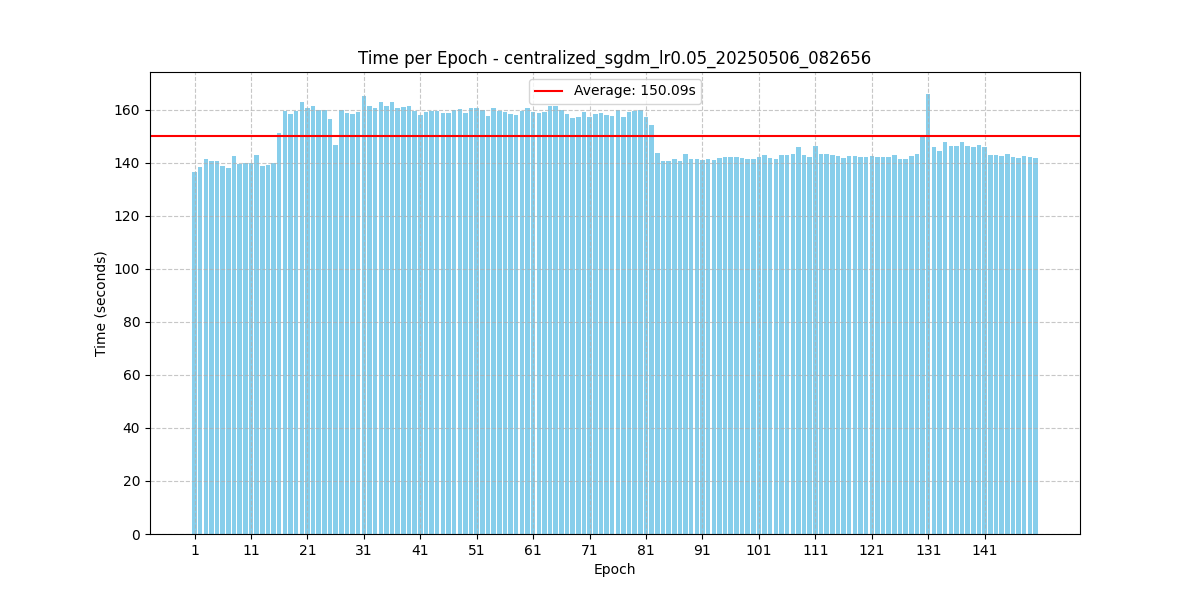 Time per Epoch - centralized_sgdm_lr0.05_20250506_082656
Average: 150.09s
160
140
120
100
80
60
40
20
0
Time (seconds)
1 11 21 31 41 51 61 71 81 91 101 111 121 131 141
Epoch